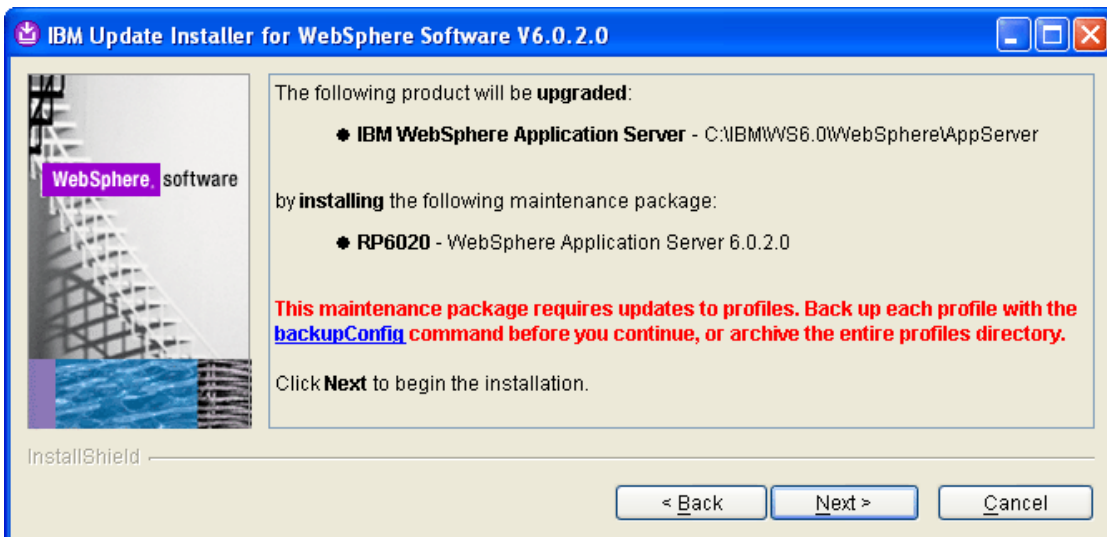 IBM Update Installer for WebSphere Software V6.0.2.0
WebSphere. software
The following product will be upgraded:
● IBM WebSphere Application Server - C:\IBM\WS6.0\WebSphere\AppServer
by installing the following maintenance package:
● RP6020 - WebSphere Application Server 6.0.2.0
This maintenance package requires updates to profiles. Back up each profile with the
backupConfig command before you continue, or archive the entire profiles directory.
Click Next to begin the installation.
InstallShield
< Back
Next >
Cancel